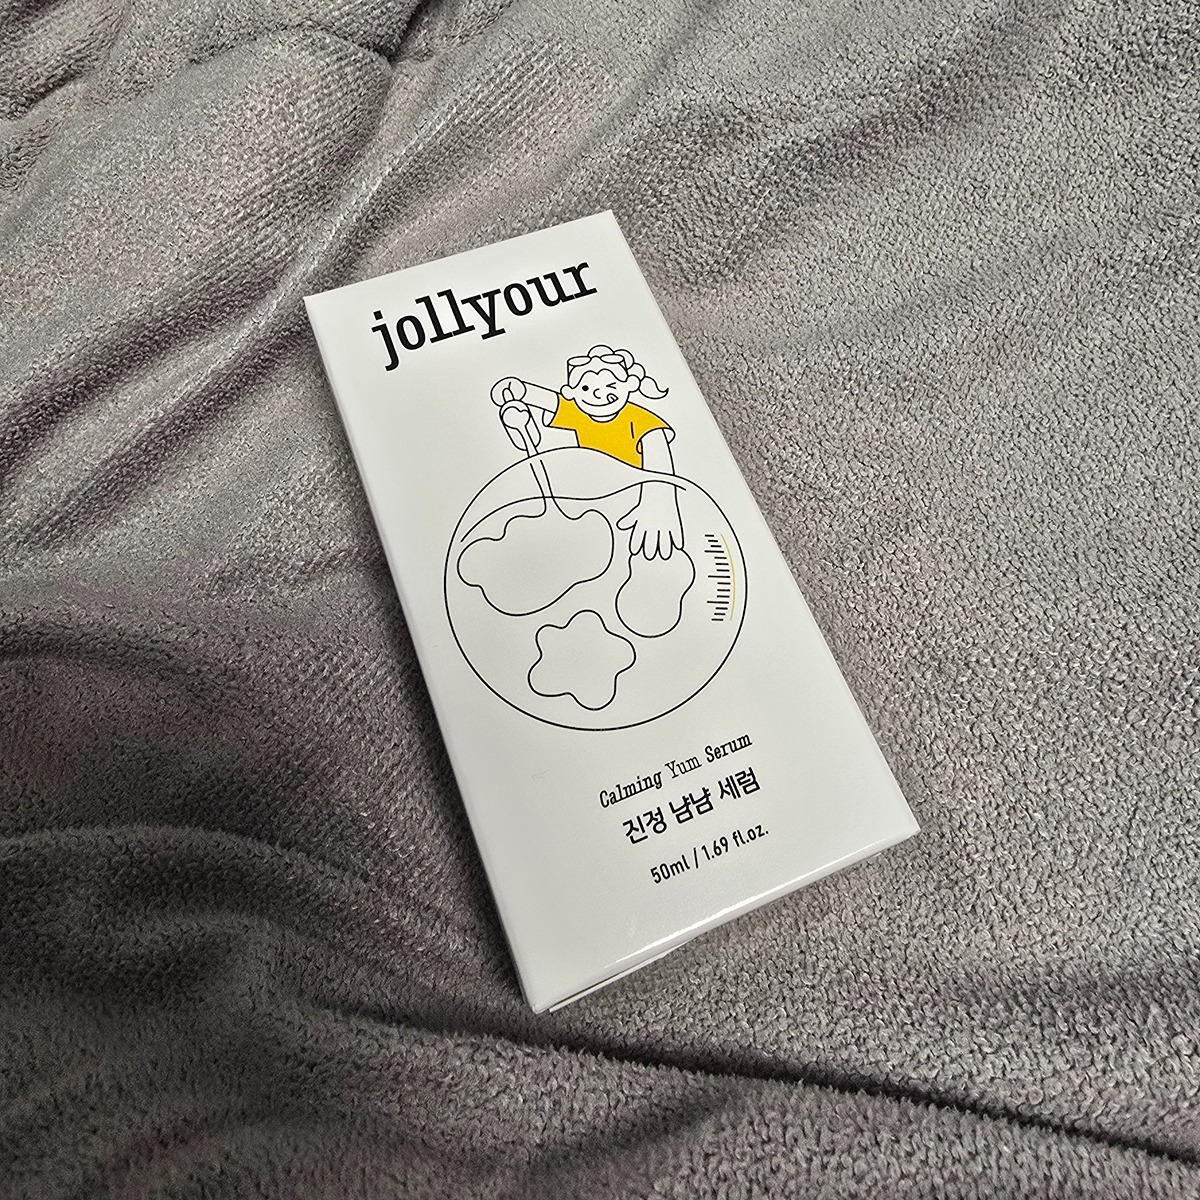 jollyour
Calming Yum Serum
진정 냠냠 세럼
50ml / 1.69 fl.oz.